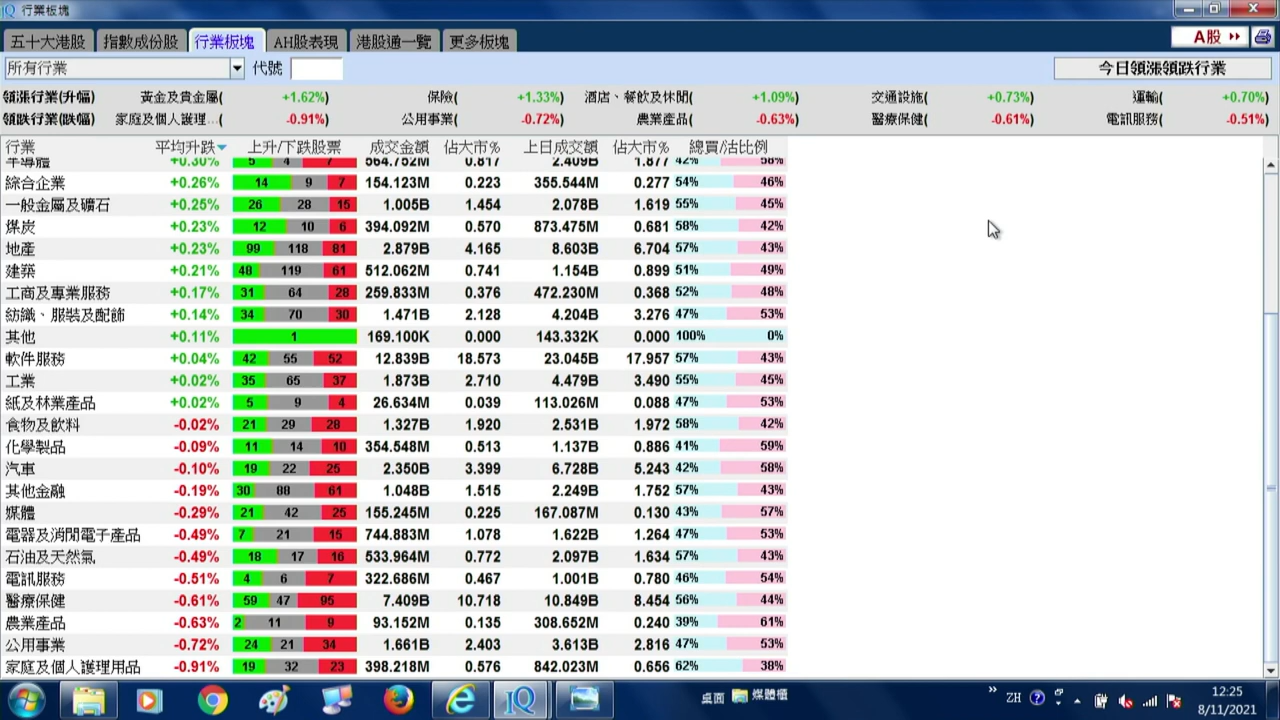 行業板塊
五十大港股 指數成份股 行業板塊 AH股表現 港股通一覽 更多板塊 A股
所有行業 代號 今日領漲領跌行業
領漲行業(升幅) 黃金及貴金屬( +1.62%) 保險( +1.33%) 酒店、餐飲及休閒( +1.09%) 交通設施( +0.73%) 運輸( +0.70%)
領跌行業(跌幅) 家庭及個人護理...( -0.91%) 公用事業( -0.72%) 農業產品( -0.63%) 醫療保健( -0.61%) 電訊服務( -0.51%)
行業 平均升跌 上升/下跌股票 成交金額 佔大市% 上日成交額 佔大市% 總買/沽比例
半導體 +0.30% 5 4 7 564.752M 0.817 2.409B 1.877 42% 58%
綜合企業 +0.26% 14 9 7 154.123M 0.223 355.544M 0.277 54% 46%
一般金屬及礦石 +0.25% 26 28 15 1.005B 1.454 2.078B 1.619 55% 45%
煤炭 +0.23% 12 10 6 394.092M 0.570 873.475M 0.681 58% 42%
地產 +0.23% 99 118 81 2.879B 4.165 8.603B 6.704 57% 43%
建築 +0.21% 48 119 61 512.062M 0.741 1.154B 0.899 51% 49%
工商及專業服務 +0.17% 31 64 28 259.833M 0.376 472.230M 0.368 52% 48%
紡織、服裝及配飾 +0.14% 34 70 30 1.471B 2.128 4.204B 3.276 47% 53%
其他 +0.11% 1 169.100K 0.000 143.332K 0.000 100% 0%
軟件服務 +0.04% 42 55 52 12.839B 18.573 23.045B 17.957 57% 43%
工業 +0.02% 35 65 37 1.873B 2.710 4.479B 3.490 55% 45%
紙及林業產品 +0.02% 5 9 4 26.634M 0.039 113.026M 0.088 47% 53%
食物及飲料 -0.02% 21 29 28 1.327B 1.920 2.531B 1.972 58% 42%
化學製品 -0.09% 11 14 10 354.548M 0.513 1.137B 0.886 41% 59%
汽車 -0.10% 19 22 25 2.350B 3.399 6.728B 5.243 42% 58%
其他金融 -0.19% 30 88 61 1.048B 1.515 2.249B 1.752 57% 43%
媒體 -0.29% 21 42 25 155.245M 0.225 167.087M 0.130 43% 57%
電器及消閒電子產品 -0.49% 7 21 15 744.883M 1.078 1.622B 1.264 47% 53%
石油及天然氣 -0.49% 18 17 16 533.964M 0.772 2.097B 1.634 57% 43%
電訊服務 -0.51% 4 6 7 322.686M 0.467 1.001B 0.780 46% 54%
醫療保健 -0.61% 59 47 95 7.409B 10.718 10.849B 8.454 56% 44%
農業產品 -0.63% 2 11 9 93.152M 0.135 308.652M 0.240 39% 61%
公用事業 -0.72% 24 21 34 1.661B 2.403 3.613B 2.816 47% 53%
家庭及個人護理用品 -0.91% 19 32 23 398.218M 0.576 842.023M 0.656 62% 38%
桌面 媒體櫃 ZH 12:25
8/11/2021